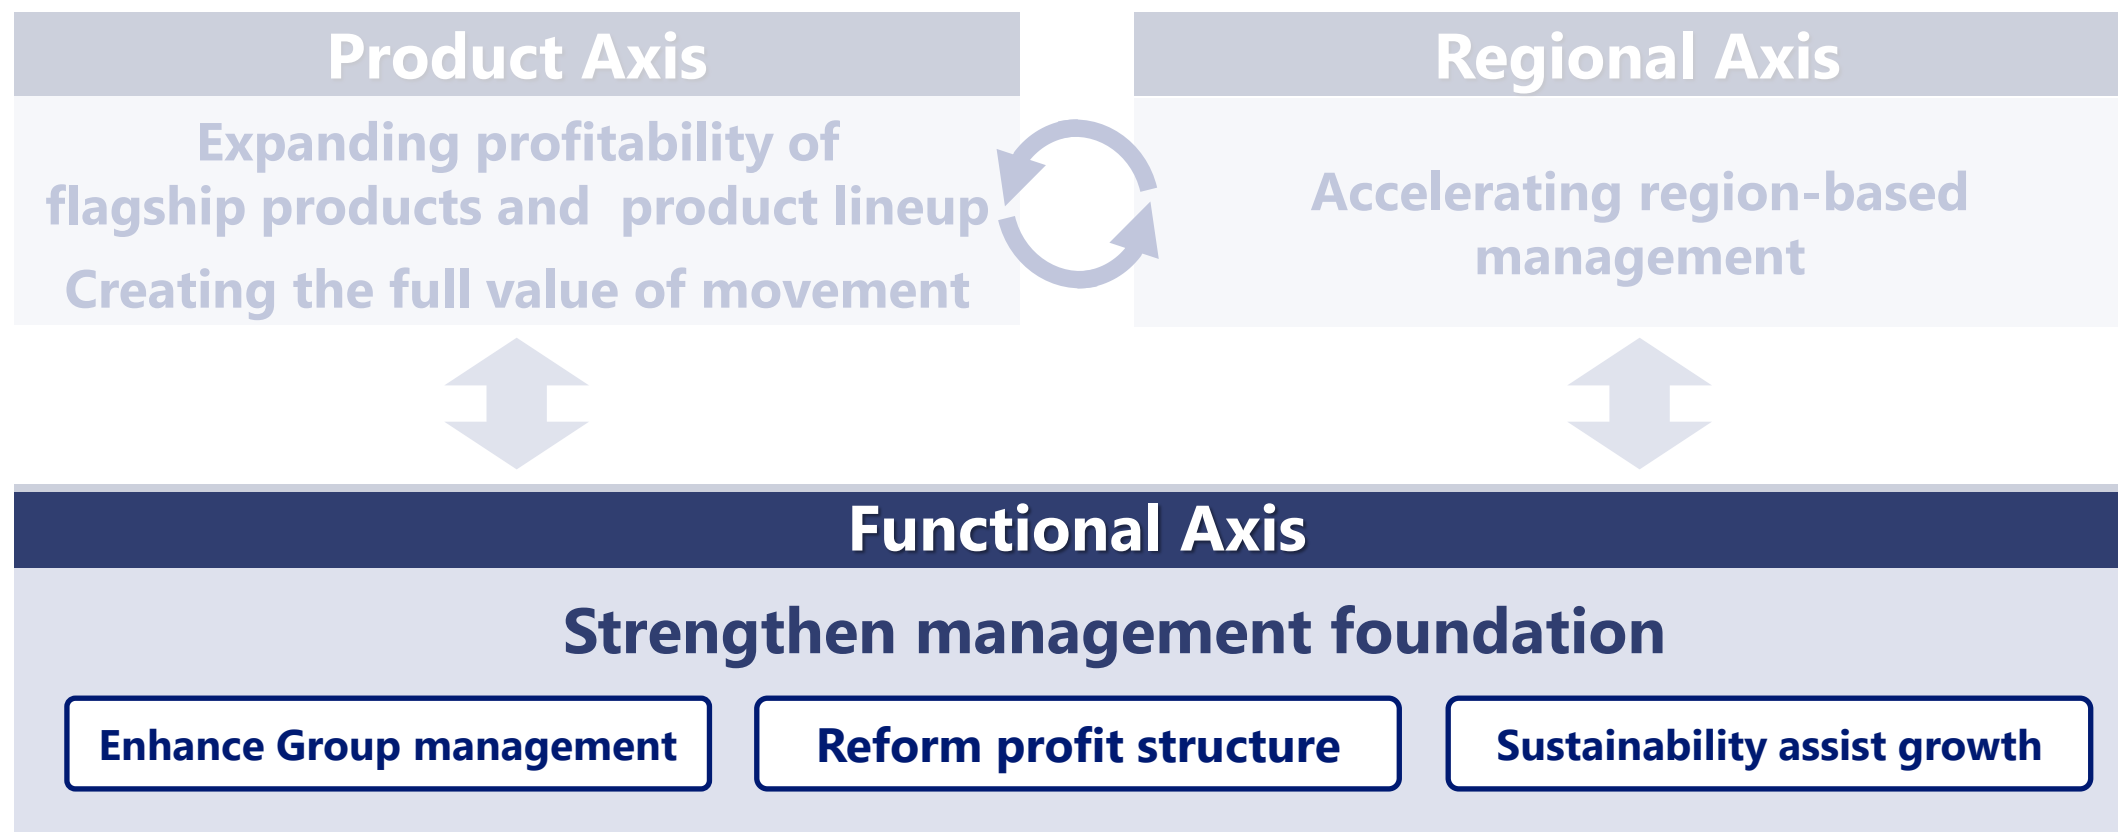 Product Axis
Expanding profitability of
flagship products and product lineup
Creating the full value of movement
Regional Axis
Accelerating region-based
management
Functional Axis
Strengthen management foundation
Enhance Group management
Reform profit structure
Sustainability assist growth